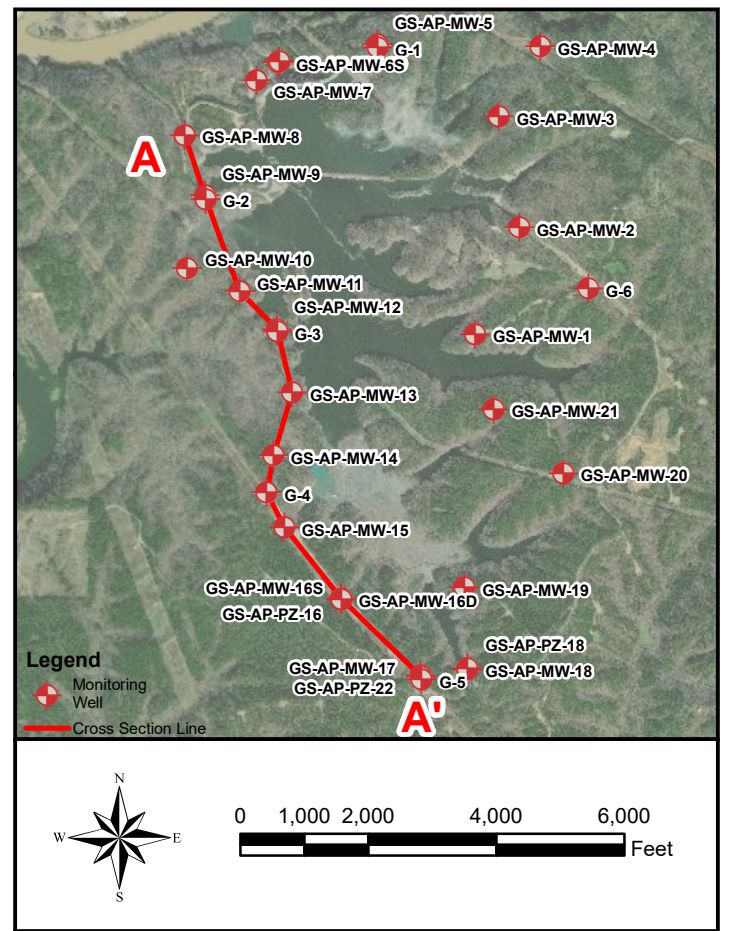 GS-AP-MW-5
G-1
GS-AP-MW-4
GS-AP-MW-6S
GS-AP-MW-7
GS-AP-MW-3
GS-AP-MW-8
A
GS-AP-MW-9
G-2
GS-AP-MW-2
GS-AP-MW-10
GS-AP-MW-11
G-6
GS-AP-MW-12
G-3
GS-AP-MW-1
GS-AP-MW-13
GS-AP-MW-21
GS-AP-MW-14
GS-AP-MW-20
G-4
GS-AP-MW-15
GS-AP-MW-16S
GS-AP-MW-19
GS-AP-MW-16D
GS-AP-PZ-16
GS-AP-PZ-18
GS-AP-MW-17
GS-AP-MW-18
G-5
GS-AP-PZ-22
A'
Legend
Monitoring
Well
Cross Section Line
N
W E
S
0 1,000 2,000 4,000 6,000
Feet